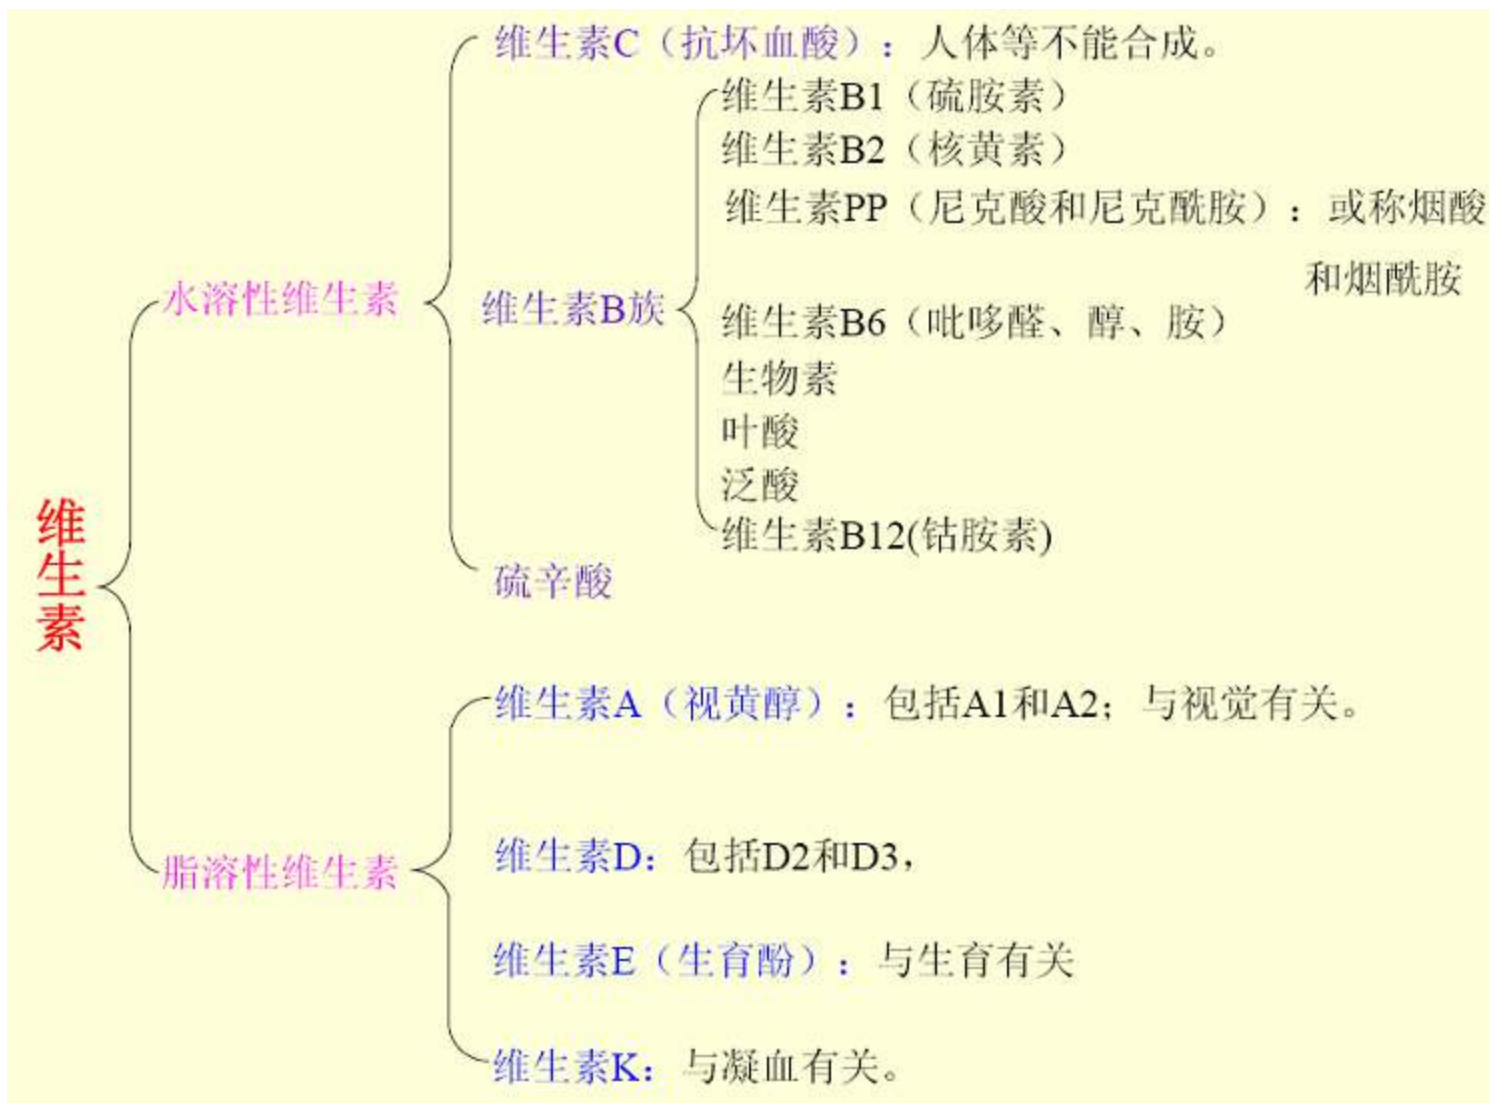 维生素C（抗坏血酸）：人体等不能合成。
维生素B1（硫胺素）
维生素B2（核黄素）
维生素PP（尼克酸和尼克酰胺）：或称烟酸
和烟酰胺
水溶性维生素
维生素B族
维生素B6（吡哆醛、醇、胺）
生物素
叶酸
泛酸
维生素B12(钴胺素)
硫辛酸
维生素
维生素A（视黄醇）：包括A1和A2；与视觉有关。
脂溶性维生素
维生素D：包括D2和D3，
维生素E（生育酚）：与生育有关
维生素K：与凝血有关。